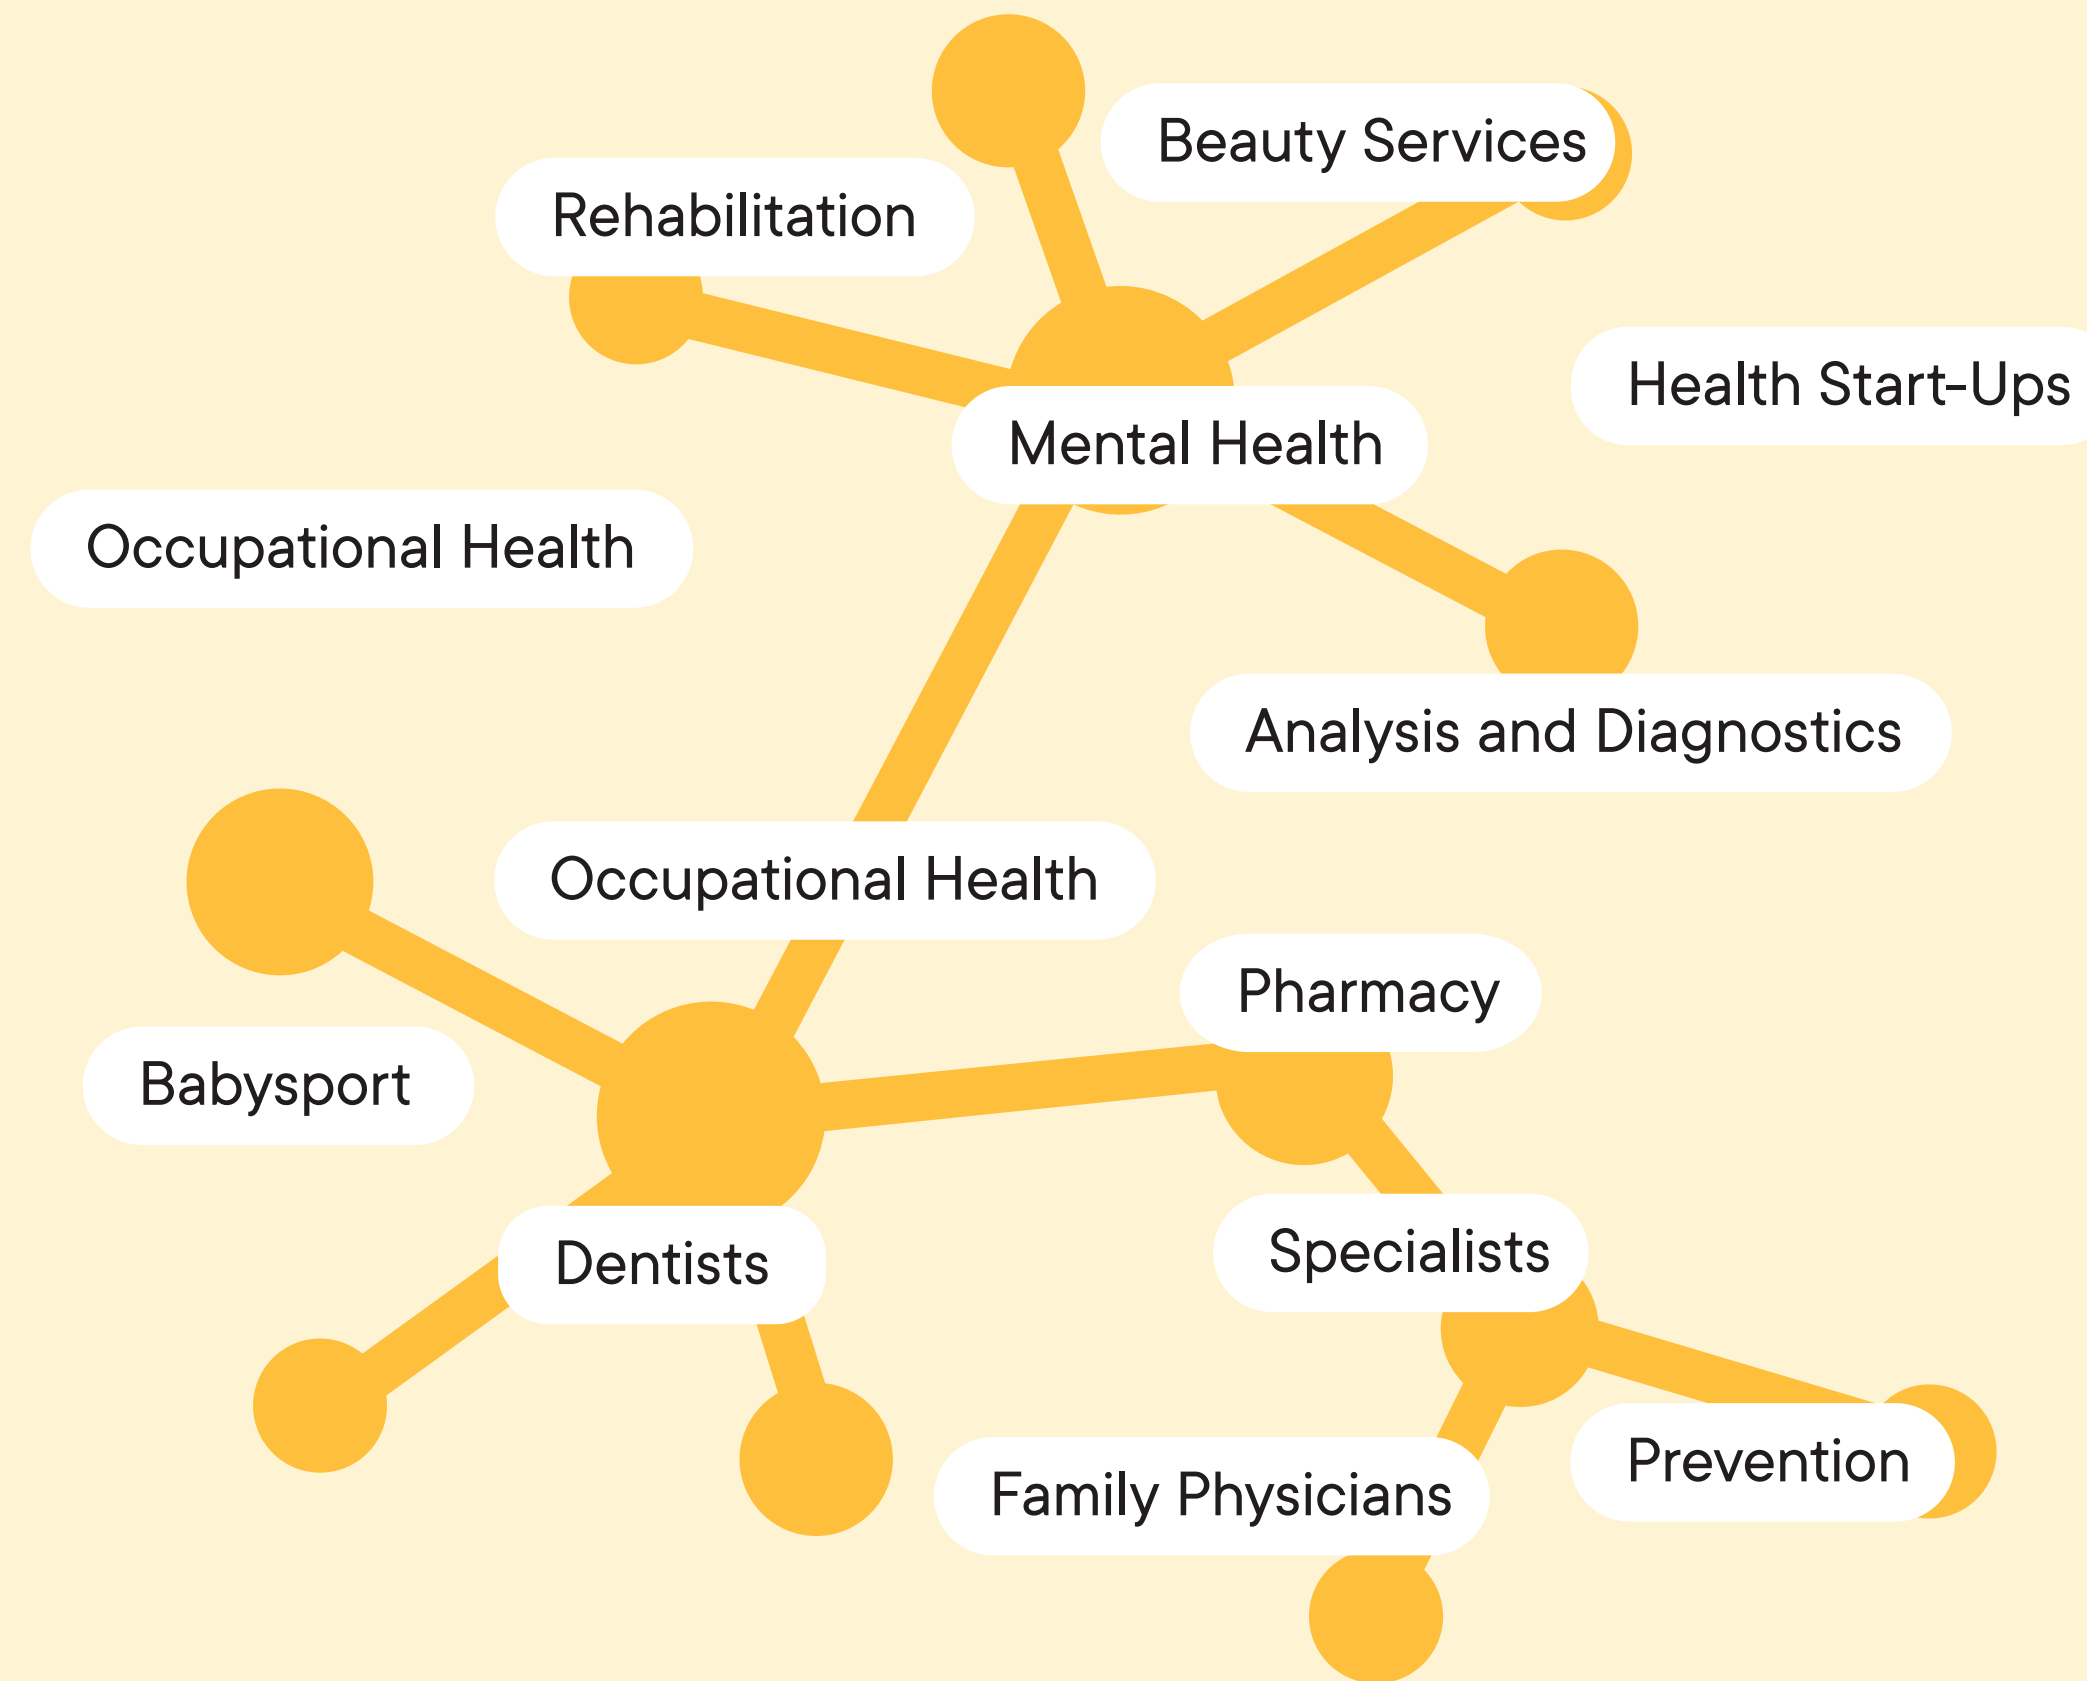 Beauty Services
Rehabilitation
Health Start-Ups
Mental Health
Occupational Health
Analysis and Diagnostics
Occupational Health
Pharmacy
Babysport
Specialists
Dentists
Prevention
Family Physicians